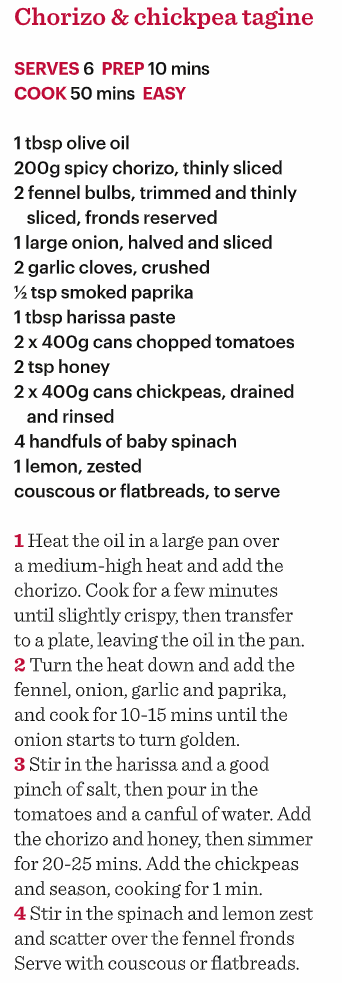 Chorizo & chickpea tagine
SERVES 6 PREP 10 mins
COOK 50 mins EASY
1 tbsp olive oil
200g spicy chorizo, thinly sliced
2 fennel bulbs, trimmed and thinly
sliced, fronds reserved
1 large onion, halved and sliced
2 garlic cloves, crushed
½ tsp smoked paprika
1 tbsp harissa paste
2 x 400g cans chopped tomatoes
2 tsp honey
2 x 400g cans chickpeas, drained
and rinsed
4 handfuls of baby spinach
1 lemon, zested
couscous or flatbreads, to serve
1 Heat the oil in a large pan over
a medium-high heat and add the
chorizo. Cook for a few minutes
until slightly crispy, then transfer
to a plate, leaving the oil in the pan.
2 Turn the heat down and add the
fennel, onion, garlic and paprika,
and cook for 10-15 mins until the
onion starts to turn golden.
3 Stir in the harissa and a good
pinch of salt, then pour in the
tomatoes and a canful of water. Add
the chorizo and honey, then simmer
for 20-25 mins. Add the chickpeas
and season, cooking for 1 min.
4 Stir in the spinach and lemon zest
and scatter over the fennel fronds
Serve with couscous or flatbreads.